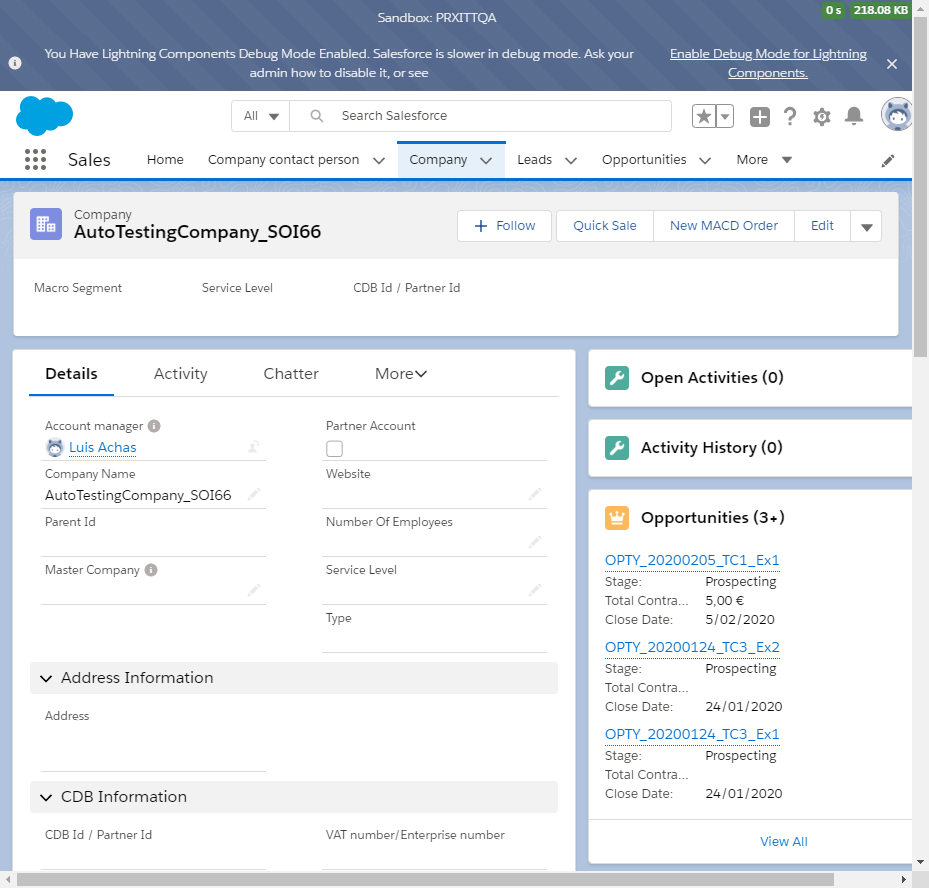 Sandbox: PRXITTQA
0 s
218.08 KB
You Have Lightning Components Debug Mode Enabled. Salesforce is slower in debug mode. Ask your
admin how to disable it, or see
Enable Debug Mode for Lightning
Components.
All
Search Salesforce
Sales
Home
Company contact person
Company
Leads
Opportunities
More
Company
AutoTestingCompany_SOI66
Follow
Quick Sale
New MACD Order
Edit
Macro Segment
Service Level
CDB Id / Partner Id
Details
Activity
Chatter
More
Account manager
Luis Achas
Partner Account
Company Name
AutoTestingCompany_SOI66
Website
Parent Id
Number Of Employees
Master Company
Service Level
Type
Address Information
Address
CDB Information
CDB Id / Partner Id
VAT number/Enterprise number
Open Activities (0)
Activity History (0)
Opportunities (3+)
OPTY_20200205_TC1_Ex1
Stage: Prospecting
Total Contra... 5,00 €
Close Date: 5/02/2020
OPTY_20200124_TC3_Ex2
Stage: Prospecting
Total Contra...
Close Date: 24/01/2020
OPTY_20200124_TC3_Ex1
Stage: Prospecting
Total Contra...
Close Date: 24/01/2020
View All